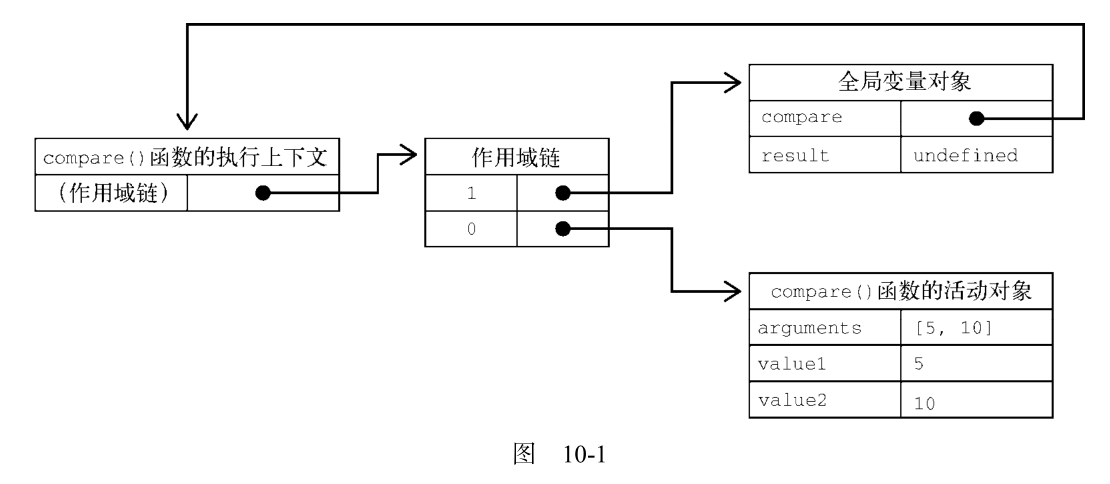 全局变量对象
compare
result undefined
compare()函数的执行上下文
(作用域链)
作用域链
1
0
compare()函数的活动对象
arguments [5, 10]
value1 5
value2 10
图 10-1